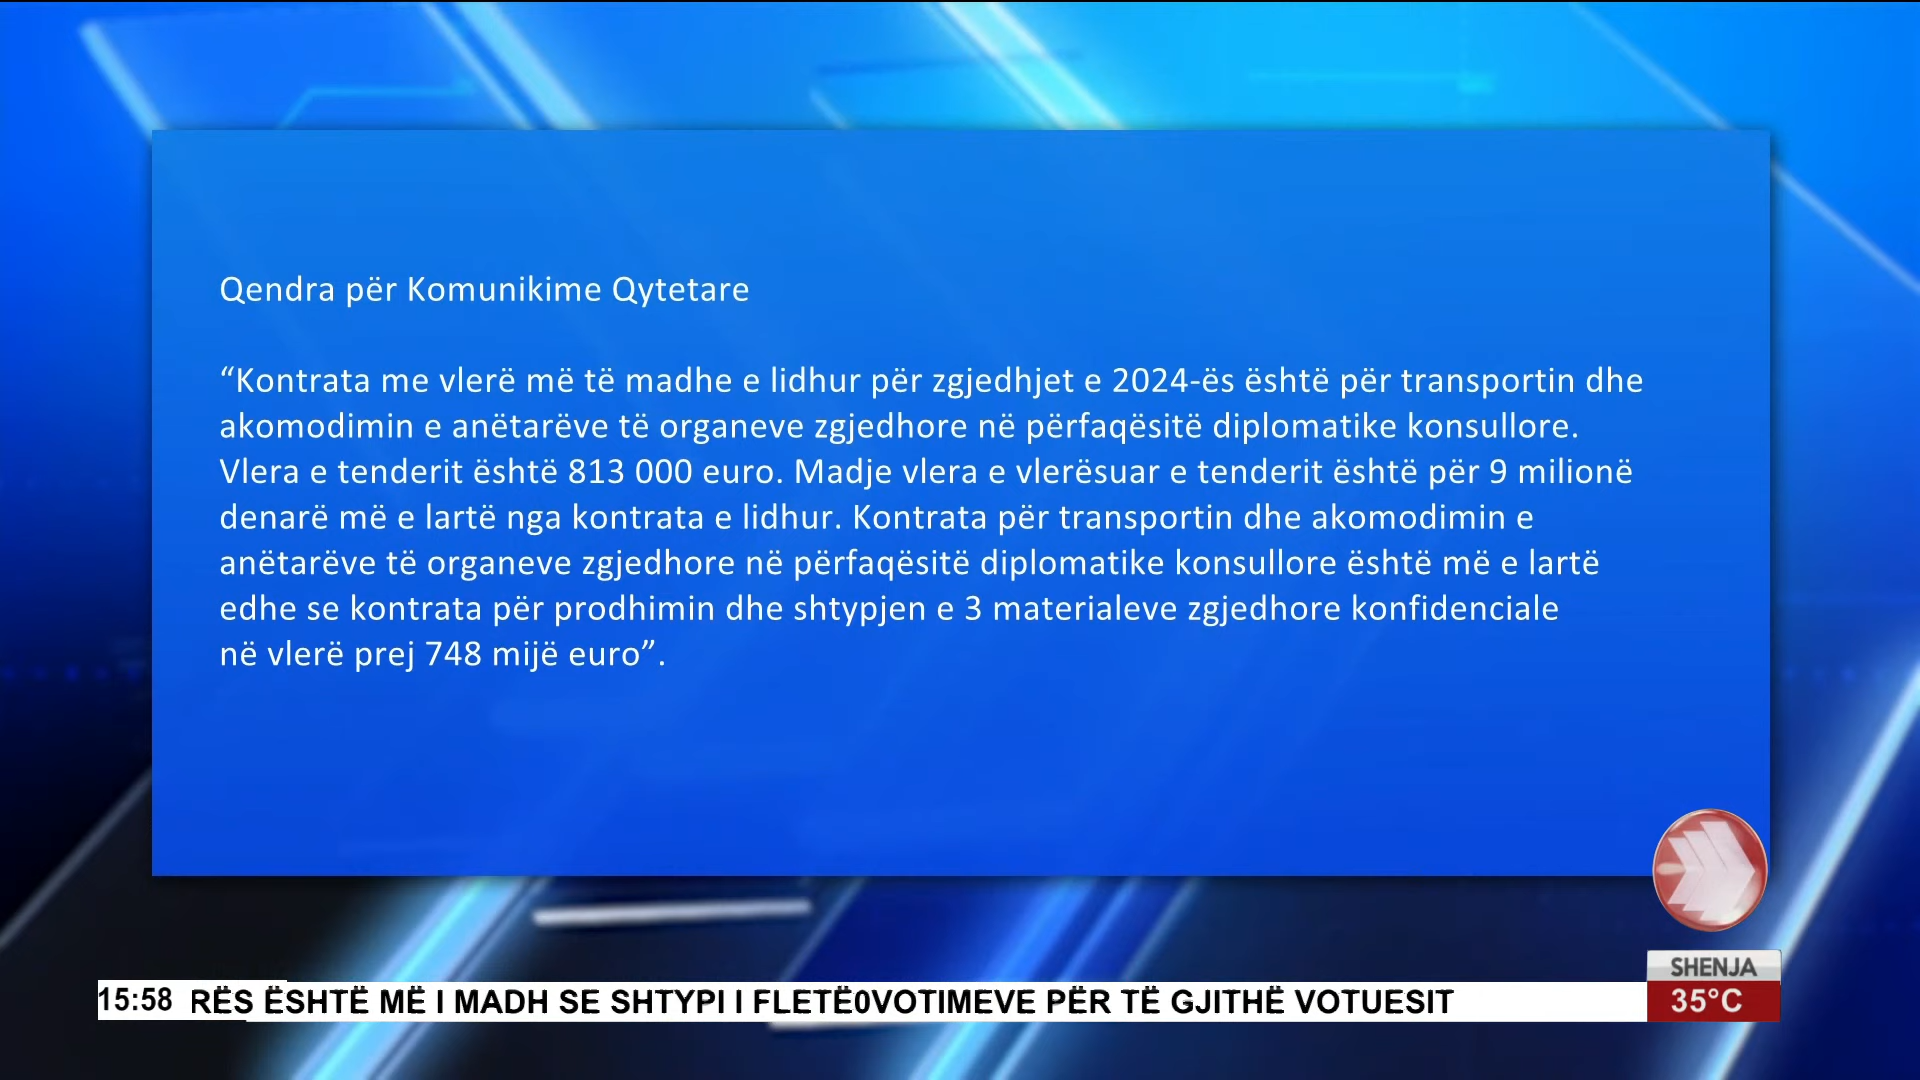 Qendra për Komunikime Qytetare
“Kontrata me vlerë më të madhe e lidhur për zgjedhjet e 2024-ës është për transportin dhe
akomodimin e anëtarëve të organeve zgjedhore në përfaqësitë diplomatike konsullore.
Vlera e tenderit është 813 000 euro. Madje vlera e vlerësuar e tenderit është për 9 milionë
denarë më e lartë nga kontrata e lidhur. Kontrata për transportin dhe akomodimin e
anëtarëve të organeve zgjedhore në përfaqësitë diplomatike konsullore është më e lartë
edhe se kontrata për prodhimin dhe shtypjen e 3 materialeve zgjedhore konfidenciale
në vlerë prej 748 mijë euro”.
SHENJA
35°C
15:58 RËS ËSHTË MË I MADH SE SHTYPI I FLETË0VOTIMEVE PËR TË GJITHË VOTUESIT